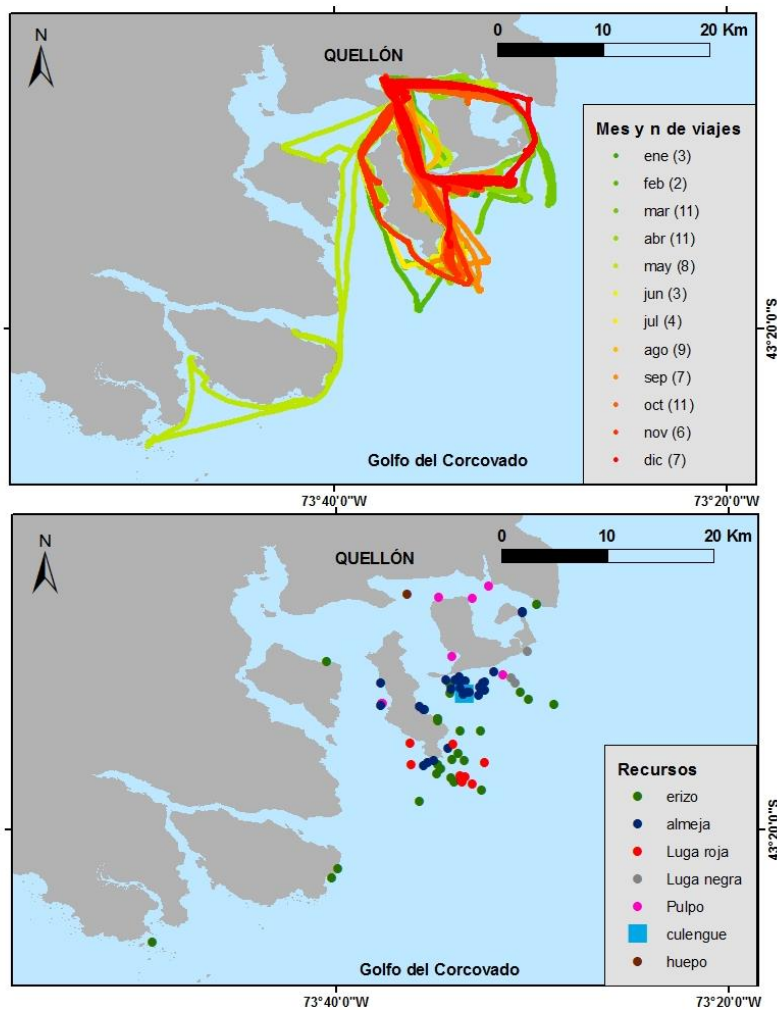 N
0 10 20 Km
QUELLÓN
Mes y n de viajes
ene (3)
feb (2)
mar (11)
abr (11)
may (8)
jun (3)
jul (4)
ago (9)
sep (7)
oct (11)
nov (6)
dic (7)
43°20'0"S
Golfo del Corcovado
73°40'0"W 73°20'0"W
N
0 10 20 Km
QUELLÓN
Recursos
erizo
almeja
Luga roja
Luga negra
Pulpo
culengue
huepo
43°20'0"S
Golfo del Corcovado
73°40'0"W 73°20'0"W